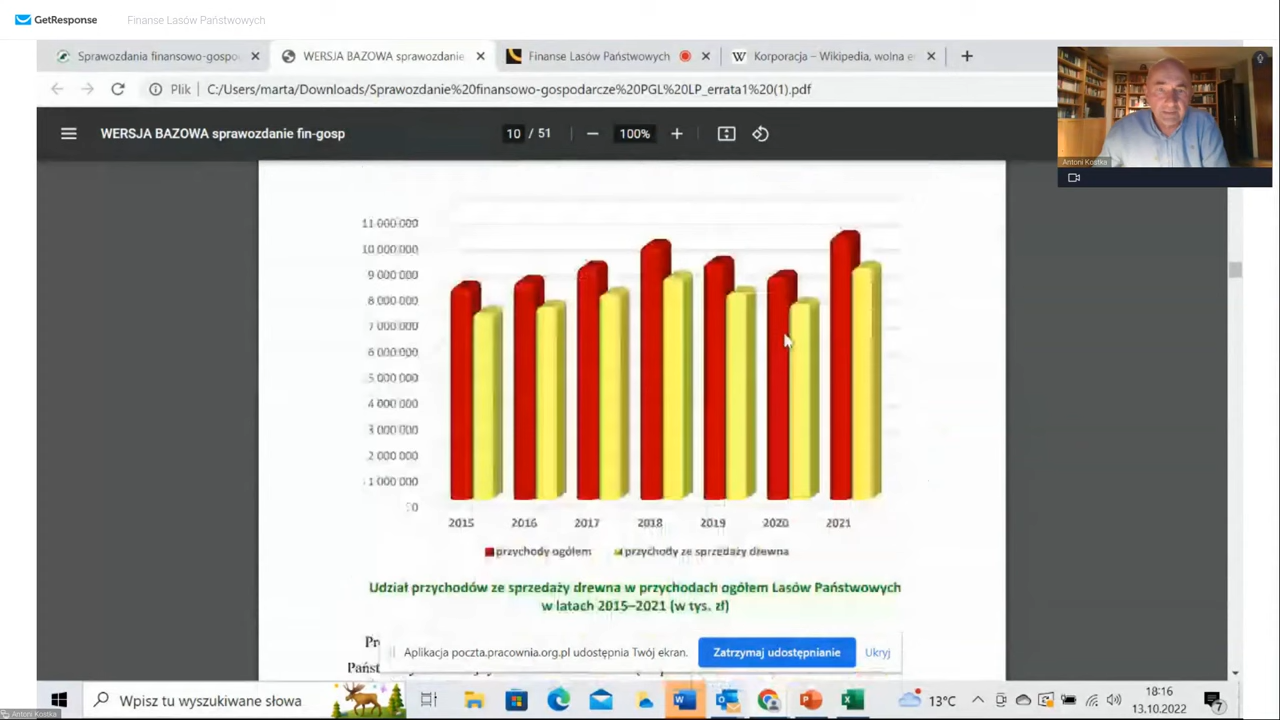 GetResponse
Finanse Lasów Państwowych
Sprawozdania finansowo-gospo
WERSJA BAZOWA sprawozdanie
Finanse Lasów Państwowych
Korporacja – Wikipedia, wolna e
Plik
C:/Users/marta/Downloads/Sprawozdanie%20finansowo-gospodarcze%20PGL%20LP_errata1%20(1).pdf
WERSJA BAZOWA sprawozdanie fin-gosp
10 / 51
100%
Antoni Kostka
11 000 000
10 000 000
9 000 000
8 000 000
7 000 000
6 000 000
5 000 000
4 000 000
3 000 000
2 000 000
1 000 000
0
2015 2016 2017 2018 2019 2020 2021
przychody ogółem przychody ze sprzedaży drewna
Udział przychodów ze sprzedaży drewna w przychodach ogółem Lasów Państwowych
w latach 2015–2021 (w tys. zł)
Aplikacja poczta.pracownia.org.pl udostępnia Twój ekran.
Zatrzymaj udostępnianie
Ukryj
Wpisz tu wyszukiwane słowa
13°C
18:16
13.10.2022
7
Antoni Kostka